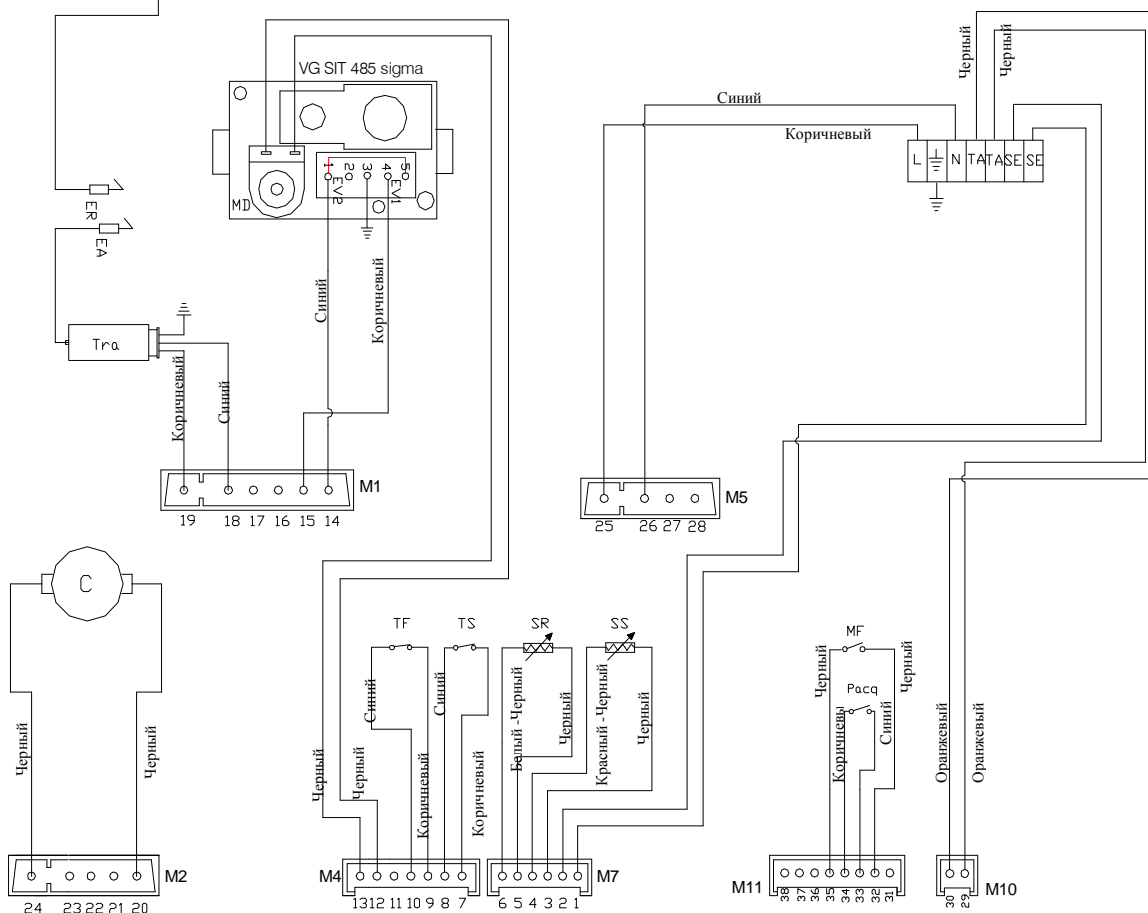 VG SIT 485 sigma
Черный
Черный
Синий
Коричневый
L N TA TA SE SE
1 2 3 4 5
EV2 EV1
MD
ER
EA
Tra
Коричневый
Синий
Синий
Коричневый
M1
19 18 17 16 15 14
M5
25 26 27 28
C
Черный
Черный
M2
24 23 22 21 20
TF
TS
SR
SS
Черный
Черный
Синий
Коричневый
Синий
Коричневый
Белый -Черный
Черный
Красный -Черный
Черный
M4
13 12 11 10 9 8 7
M7
6 5 4 3 2 1
MF
Pacq
Черный
Коричневы
Синий
Черный
M11
38 37 36 35 34 33 32 31
Оранжевый
Оранжевый
M10
30 29